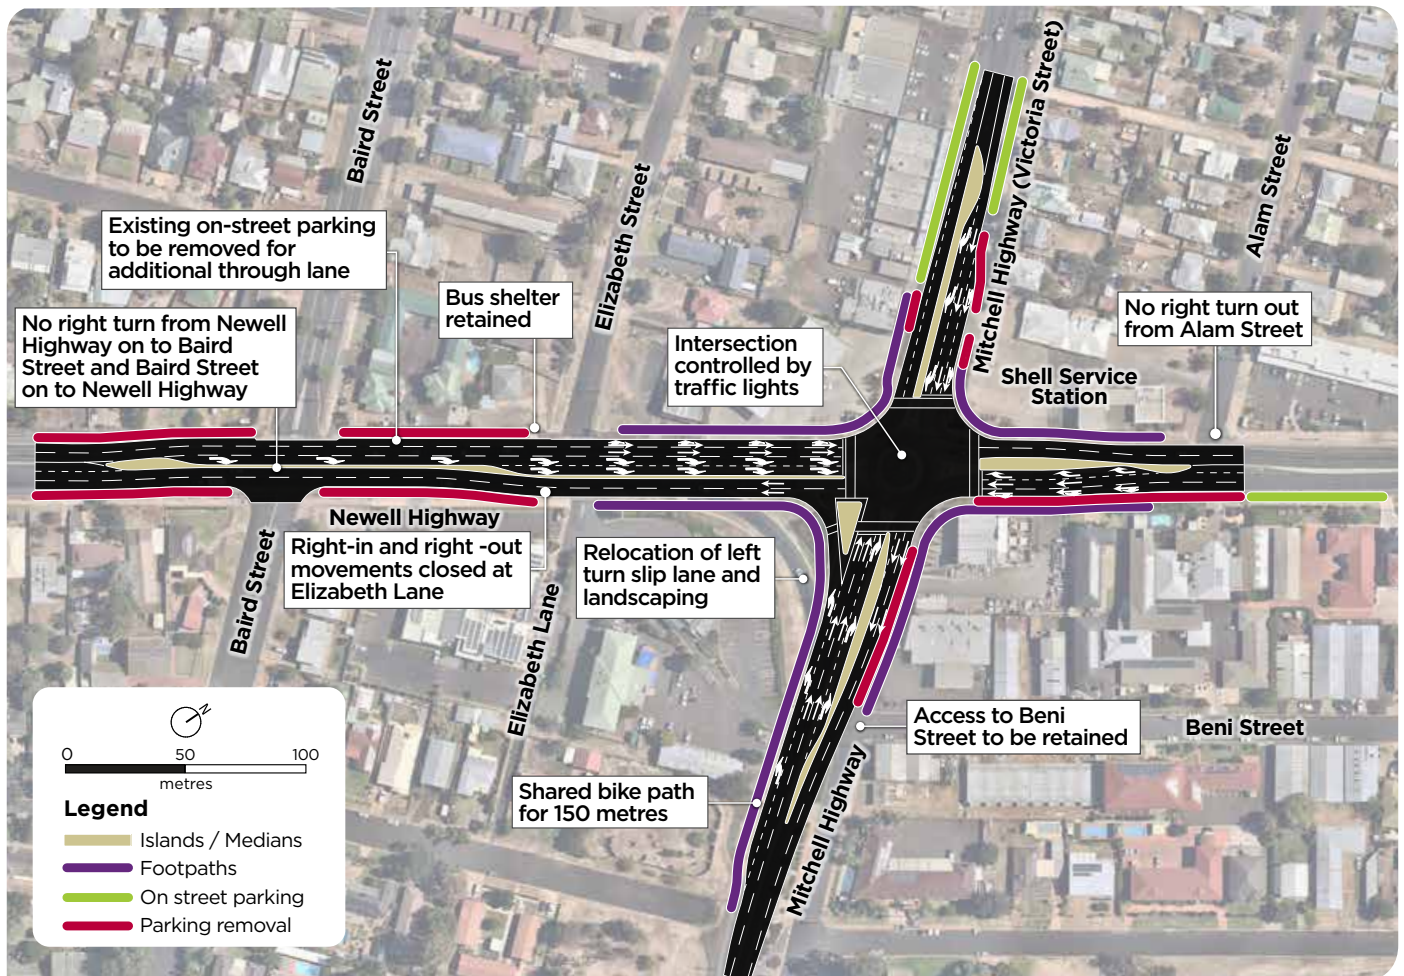 Baird Street
Elizabeth Street
Mitchell Highway (Victoria Street)
Alam Street
Existing on-street parking
to be removed for
additional through lane
Bus shelter
retained
No right turn from Newell
Highway on to Baird
Street and Baird Street
on to Newell Highway
Intersection
controlled by
traffic lights
No right turn out
from Alam Street
Shell Service
Station
Newell Highway
Right-in and right -out
movements closed at
Elizabeth Lane
Baird Street
Elizabeth Lane
Relocation of left
turn slip lane and
landscaping
Access to Beni
Street to be retained
Beni Street
Shared bike path
for 150 metres
Mitchell Highway
N
0 50 100
metres
Legend
Islands / Medians
Footpaths
On street parking
Parking removal